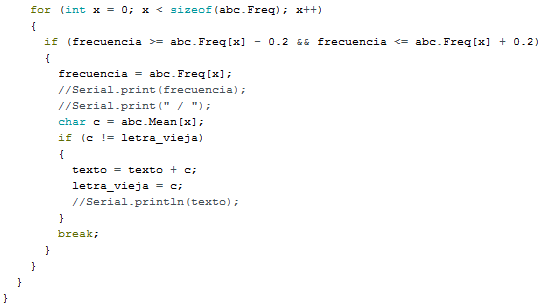 for (int x = 0; x < sizeof(abc.Freq); x++)
{
if (frecuencia >= abc.Freq[x] - 0.2 && frecuencia <= abc.Freq[x] + 0.2)
{
frecuencia = abc.Freq[x];
//Serial.print(frecuencia);
//Serial.print(" / ");
char c = abc.Mean[x];
if (c != letra_vieja)
{
texto = texto + c;
letra_vieja = c;
//Serial.println(texto);
}
break;
}
}
}
}